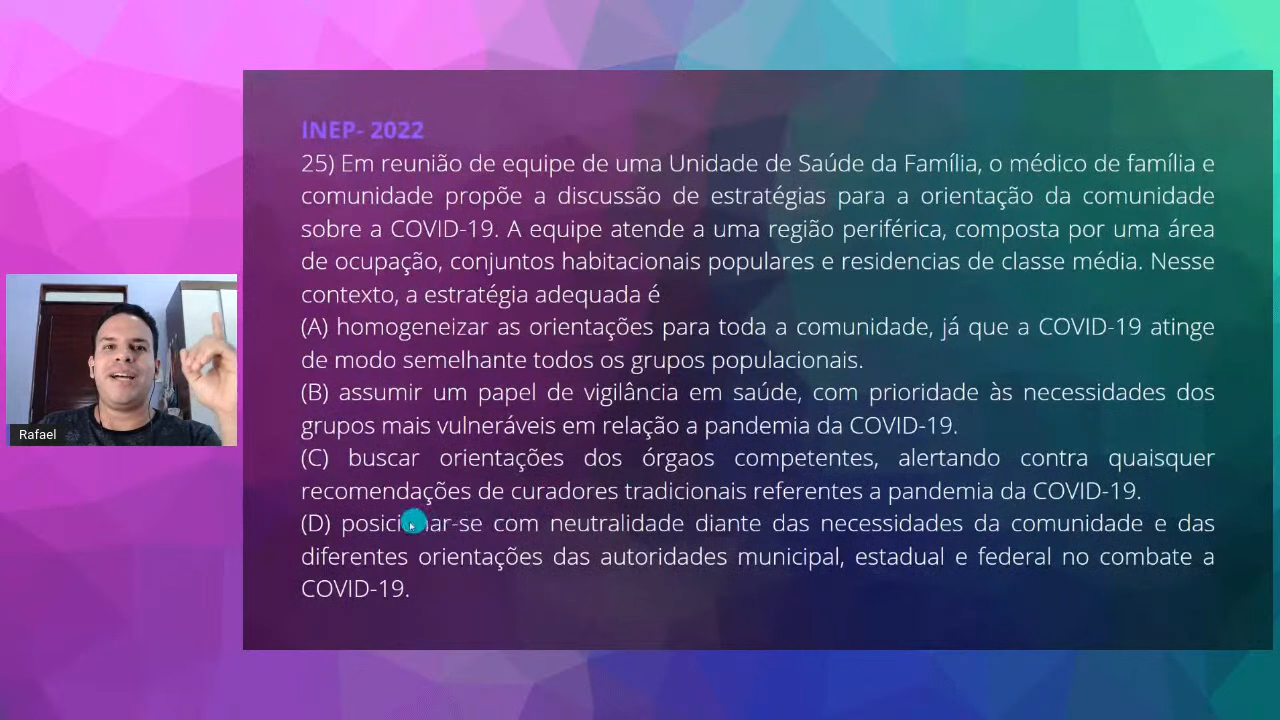 INEP- 2022
25) Em reunião de equipe de uma Unidade de Saúde da Família, o médico de família e
comunidade propõe a discussão de estratégias para a orientação da comunidade
sobre a COVID-19. A equipe atende a uma região periférica, composta por uma área
de ocupação, conjuntos habitacionais populares e residencias de classe média. Nesse
contexto, a estratégia adequada é
(A) homogeneizar as orientações para toda a comunidade, já que a COVID-19 atinge
de modo semelhante todos os grupos populacionais.
(B) assumir um papel de vigilância em saúde, com prioridade às necessidades dos
grupos mais vulneráveis em relação a pandemia da COVID-19.
(C) buscar orientações dos órgaos competentes, alertando contra quaisquer
recomendações de curadores tradicionais referentes a pandemia da COVID-19.
(D) com neutralidade diante das necessidades da comunidade e das
diferentes orientações das autoridades municipal, estadual e federal no combate a
COVID-19.
Rafael